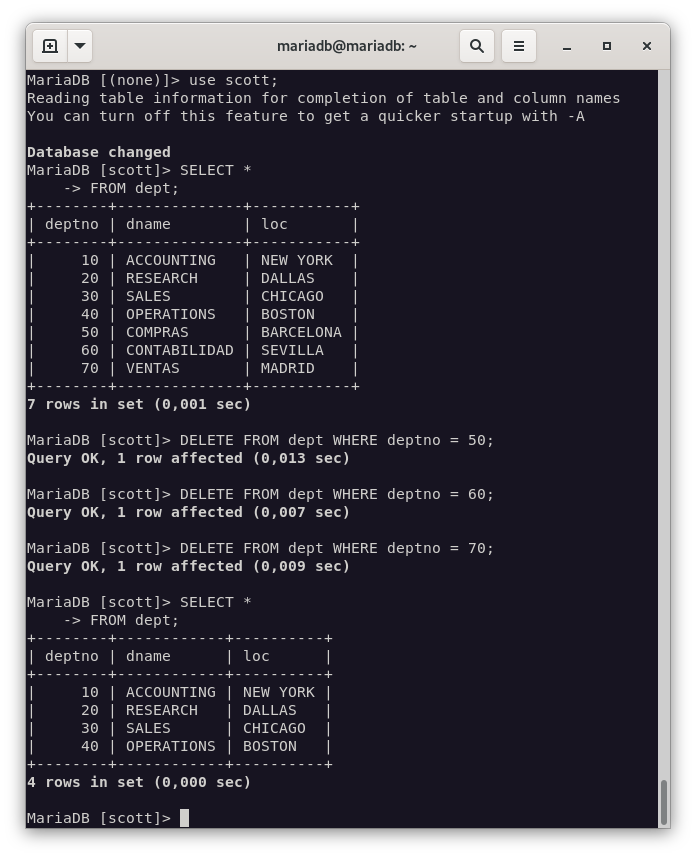 mariadb@mariadb: ~
MariaDB [(none)]> use scott;
Reading table information for completion of table and column names
You can turn off this feature to get a quicker startup with -A

Database changed
MariaDB [scott]> SELECT *
    -> FROM dept;
+--------+--------------+-----------+
| deptno | dname        | loc       |
+--------+--------------+-----------+
|     10 | ACCOUNTING   | NEW YORK  |
|     20 | RESEARCH     | DALLAS    |
|     30 | SALES        | CHICAGO   |
|     40 | OPERATIONS   | BOSTON    |
|     50 | COMPRAS      | BARCELONA |
|     60 | CONTABILIDAD | SEVILLA   |
|     70 | VENTAS       | MADRID    |
+--------+--------------+-----------+
7 rows in set (0,001 sec)

MariaDB [scott]> DELETE FROM dept WHERE deptno = 50;
Query OK, 1 row affected (0,013 sec)

MariaDB [scott]> DELETE FROM dept WHERE deptno = 60;
Query OK, 1 row affected (0,007 sec)

MariaDB [scott]> DELETE FROM dept WHERE deptno = 70;
Query OK, 1 row affected (0,009 sec)

MariaDB [scott]> SELECT *
    -> FROM dept;
+--------+------------+----------+
| deptno | dname      | loc      |
+--------+------------+----------+
|     10 | ACCOUNTING | NEW YORK |
|     20 | RESEARCH   | DALLAS   |
|     30 | SALES      | CHICAGO  |
|     40 | OPERATIONS | BOSTON   |
+--------+------------+----------+
4 rows in set (0,000 sec)

MariaDB [scott]>